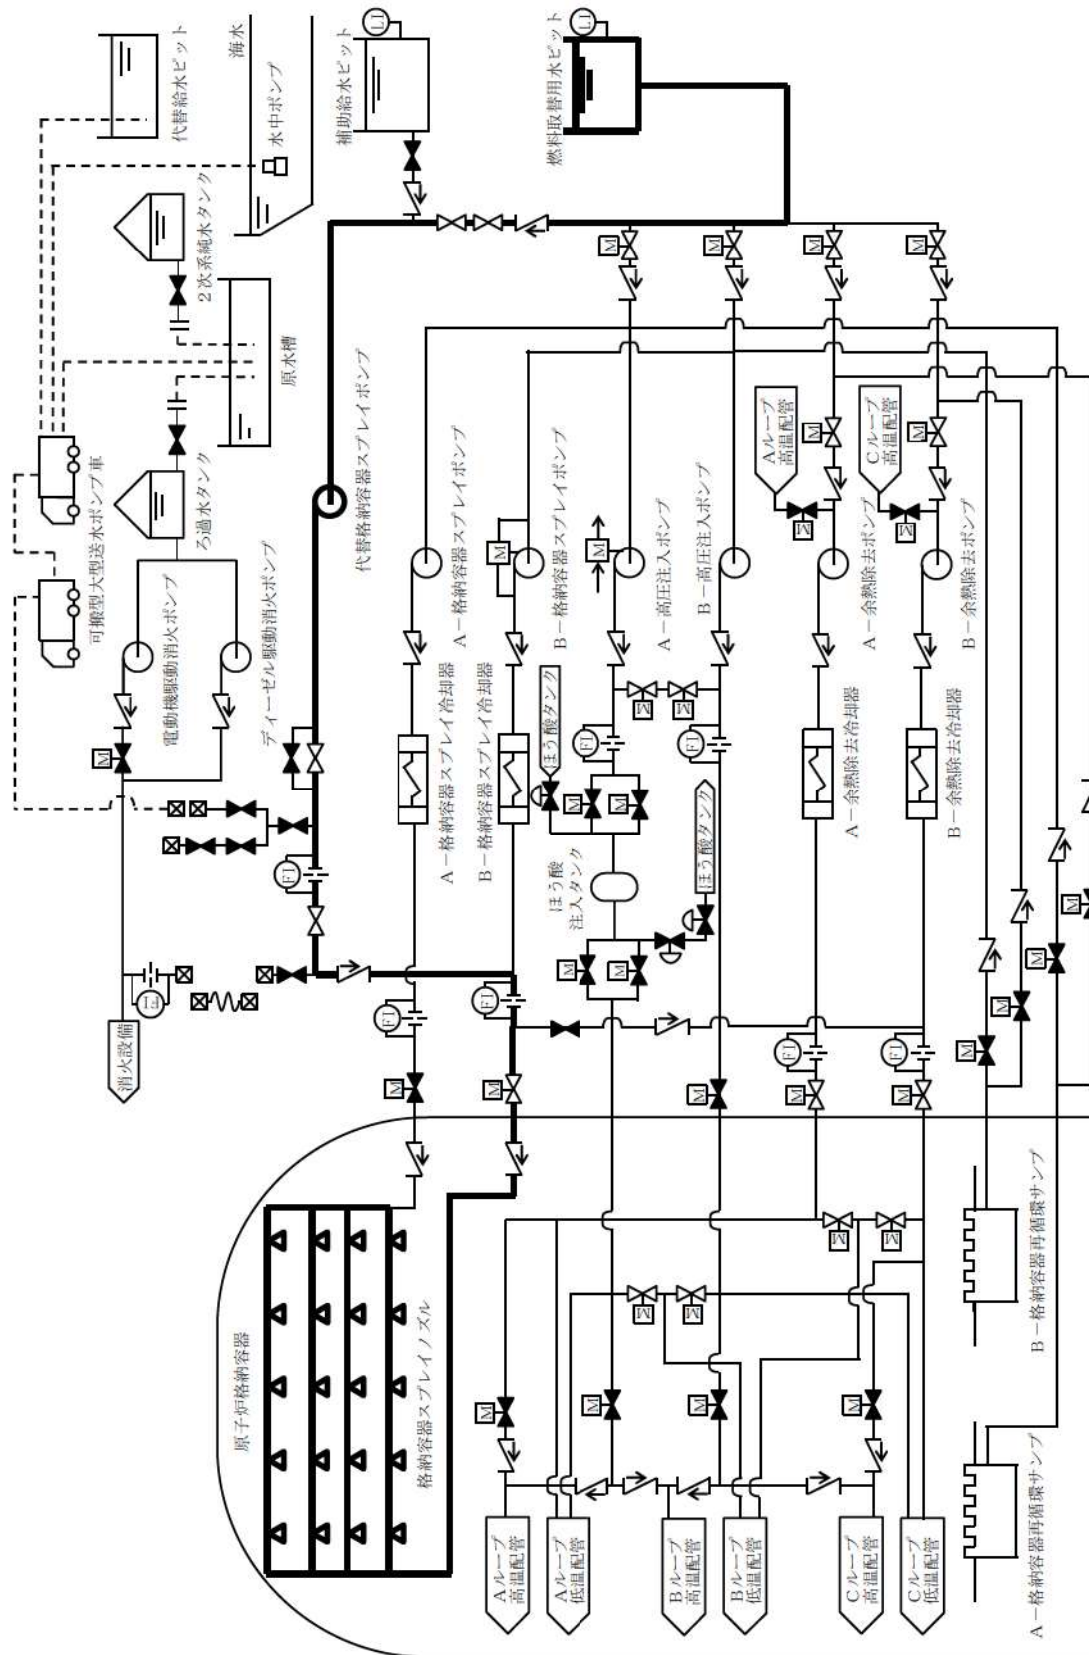 代替給水ピット
海水
水中ポンプ
補助給水ピット
LI
燃料取替用水ピット
LI
2次系純水タンク
原水槽
可搬型大型送水ポンプ車
ろ過水タンク
電動機駆動消火ポンプ
ディーゼル駆動消火ポンプ
代替格納容器スプレイポンプ
A－格納容器スプレイポンプ
B－格納容器スプレイポンプ
A－高圧注入ポンプ
B－高圧注入ポンプ
Aループ
高温配管
Cループ
高温配管
A－余熱除去ポンプ
B－余熱除去ポンプ
M
M
M
M
M
M
M
M
M
M
M
A－格納容器スプレイ冷却器
B－格納容器スプレイ冷却器
ほう酸タンク
ほう酸タンク
ほう酸
注入タンク
A－余熱除去冷却器
B－余熱除去冷却器
M
M
M
M
M
M
FI
FI
FI
FI
FI
FI
FI
FI
消火設備
M
M
M
M
M
M
M
M
M
M
M
原子炉格納容器
格納容器スプレイノズル
M
M
M
M
M
M
M
M
Aループ
高温配管
Aループ
低温配管
Bループ
高温配管
Bループ
低温配管
Cループ
高温配管
Cループ
低温配管
B－格納容器再循環サンプ
A－格納容器再循環サンプ